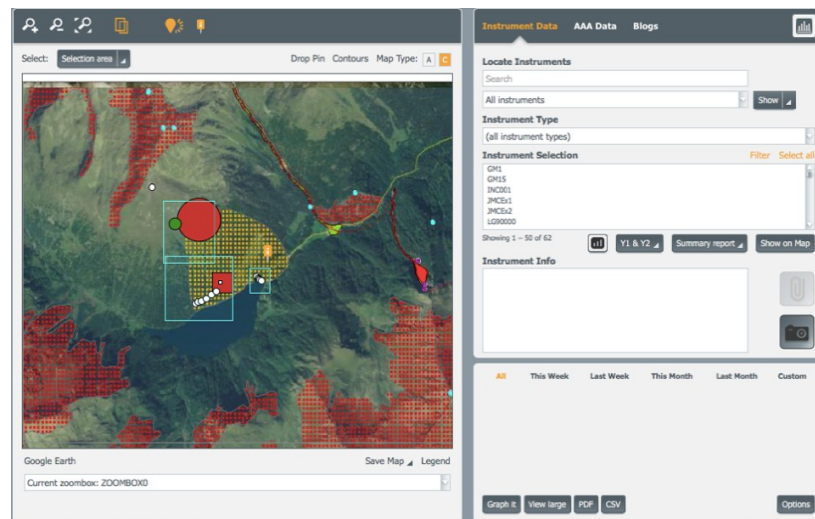 Instrument Data AAA Data Blogs
Select: Selection area Drop Pin Contours Map Type: A C
Locate Instruments
Search
All instruments Show
Instrument Type
(all instrument types)
Instrument Selection Filter Select all
GM1
GM15
INC001
JMCEx1
JMCEx2
LG90000
Showing 1 – 50 of 62 Y1 & Y2 Summary report Show on Map
Instrument Info
All This Week Last Week This Month Last Month Custom
Google Earth Save Map Legend
Current zoombox: ZOOMBOX0
Graph it View large PDF CSV Options